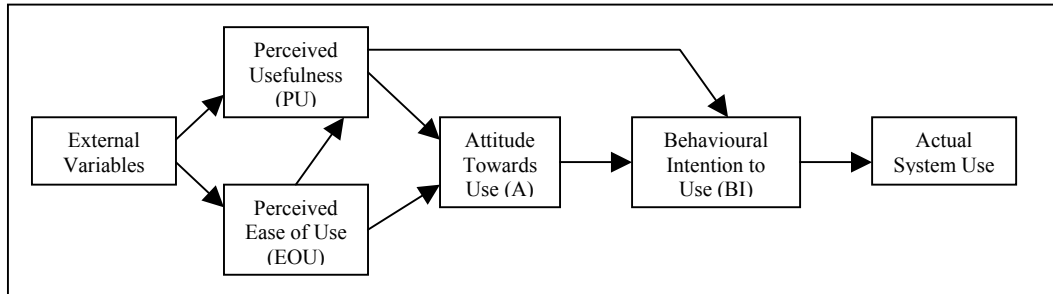 External
Variables
Perceived
Usefulness
(PU)
Perceived
Ease of Use
(EOU)
Attitude
Towards
Use (A)
Behavioural
Intention to
Use (BI)
Actual
System Use